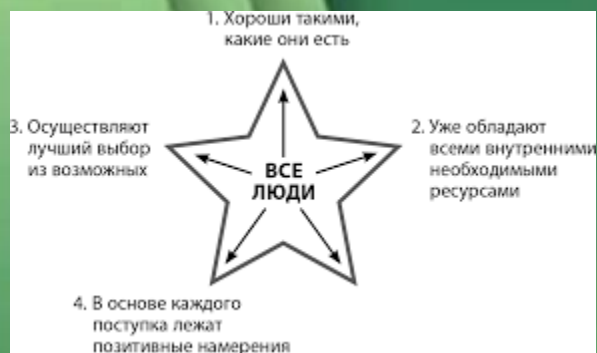 1. Хороши такими,
какие они есть
3. Осуществляют
лучший выбор
из возможных
ВСЕ
ЛЮДИ
2. Уже обладают
всеми внутренними
необходимыми
ресурсами
4. В основе каждого
поступка лежат
позитивные намерения